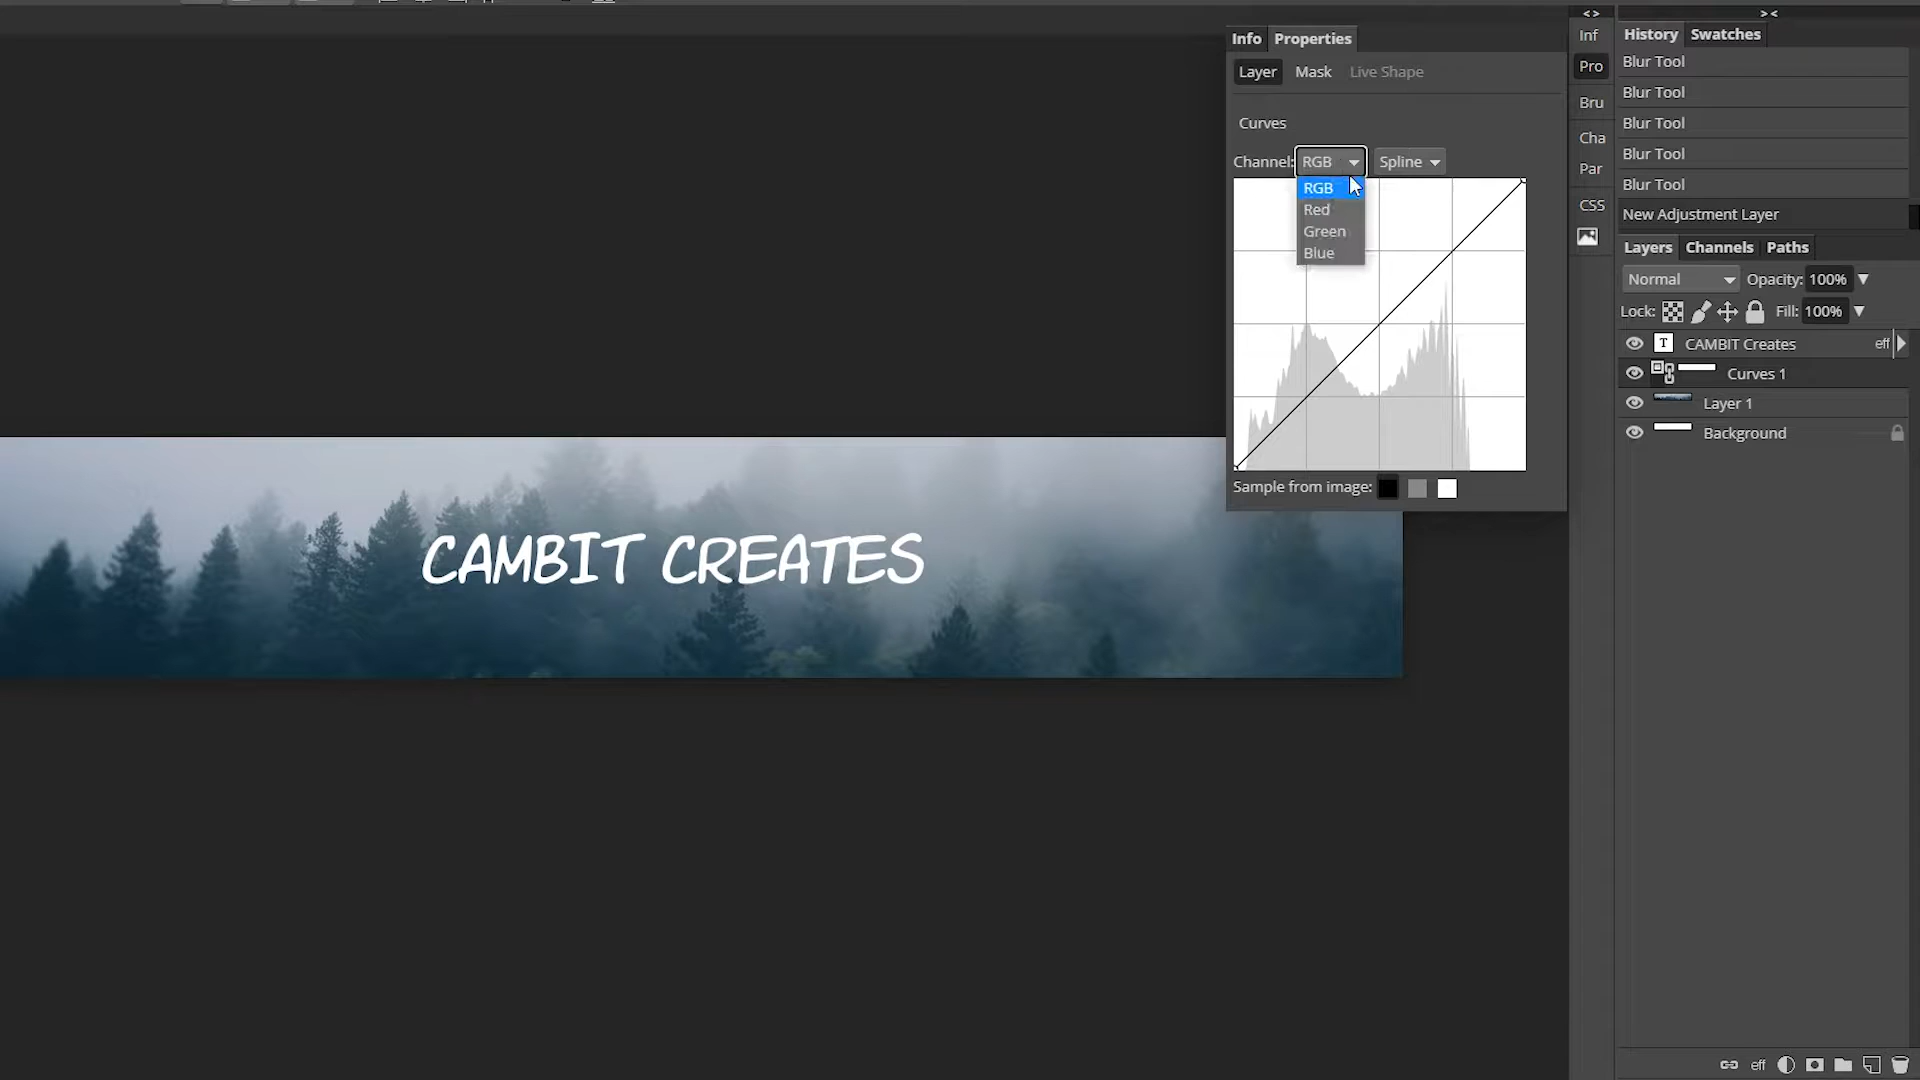 Info Properties
Layer Mask Live Shape
Curves
Channel: RGB Spline
RGB
Red
Green
Blue
Sample from image:
CAMBIT CREATES
Inf
Pro
Bru
Cha
Par
CSS
History Swatches
Blur Tool
Blur Tool
Blur Tool
Blur Tool
Blur Tool
New Adjustment Layer
Layers Channels Paths
Normal Opacity: 100%
Lock: Fill: 100%
T CAMBIT Creates eff
Curves 1
Layer 1
Background
eff